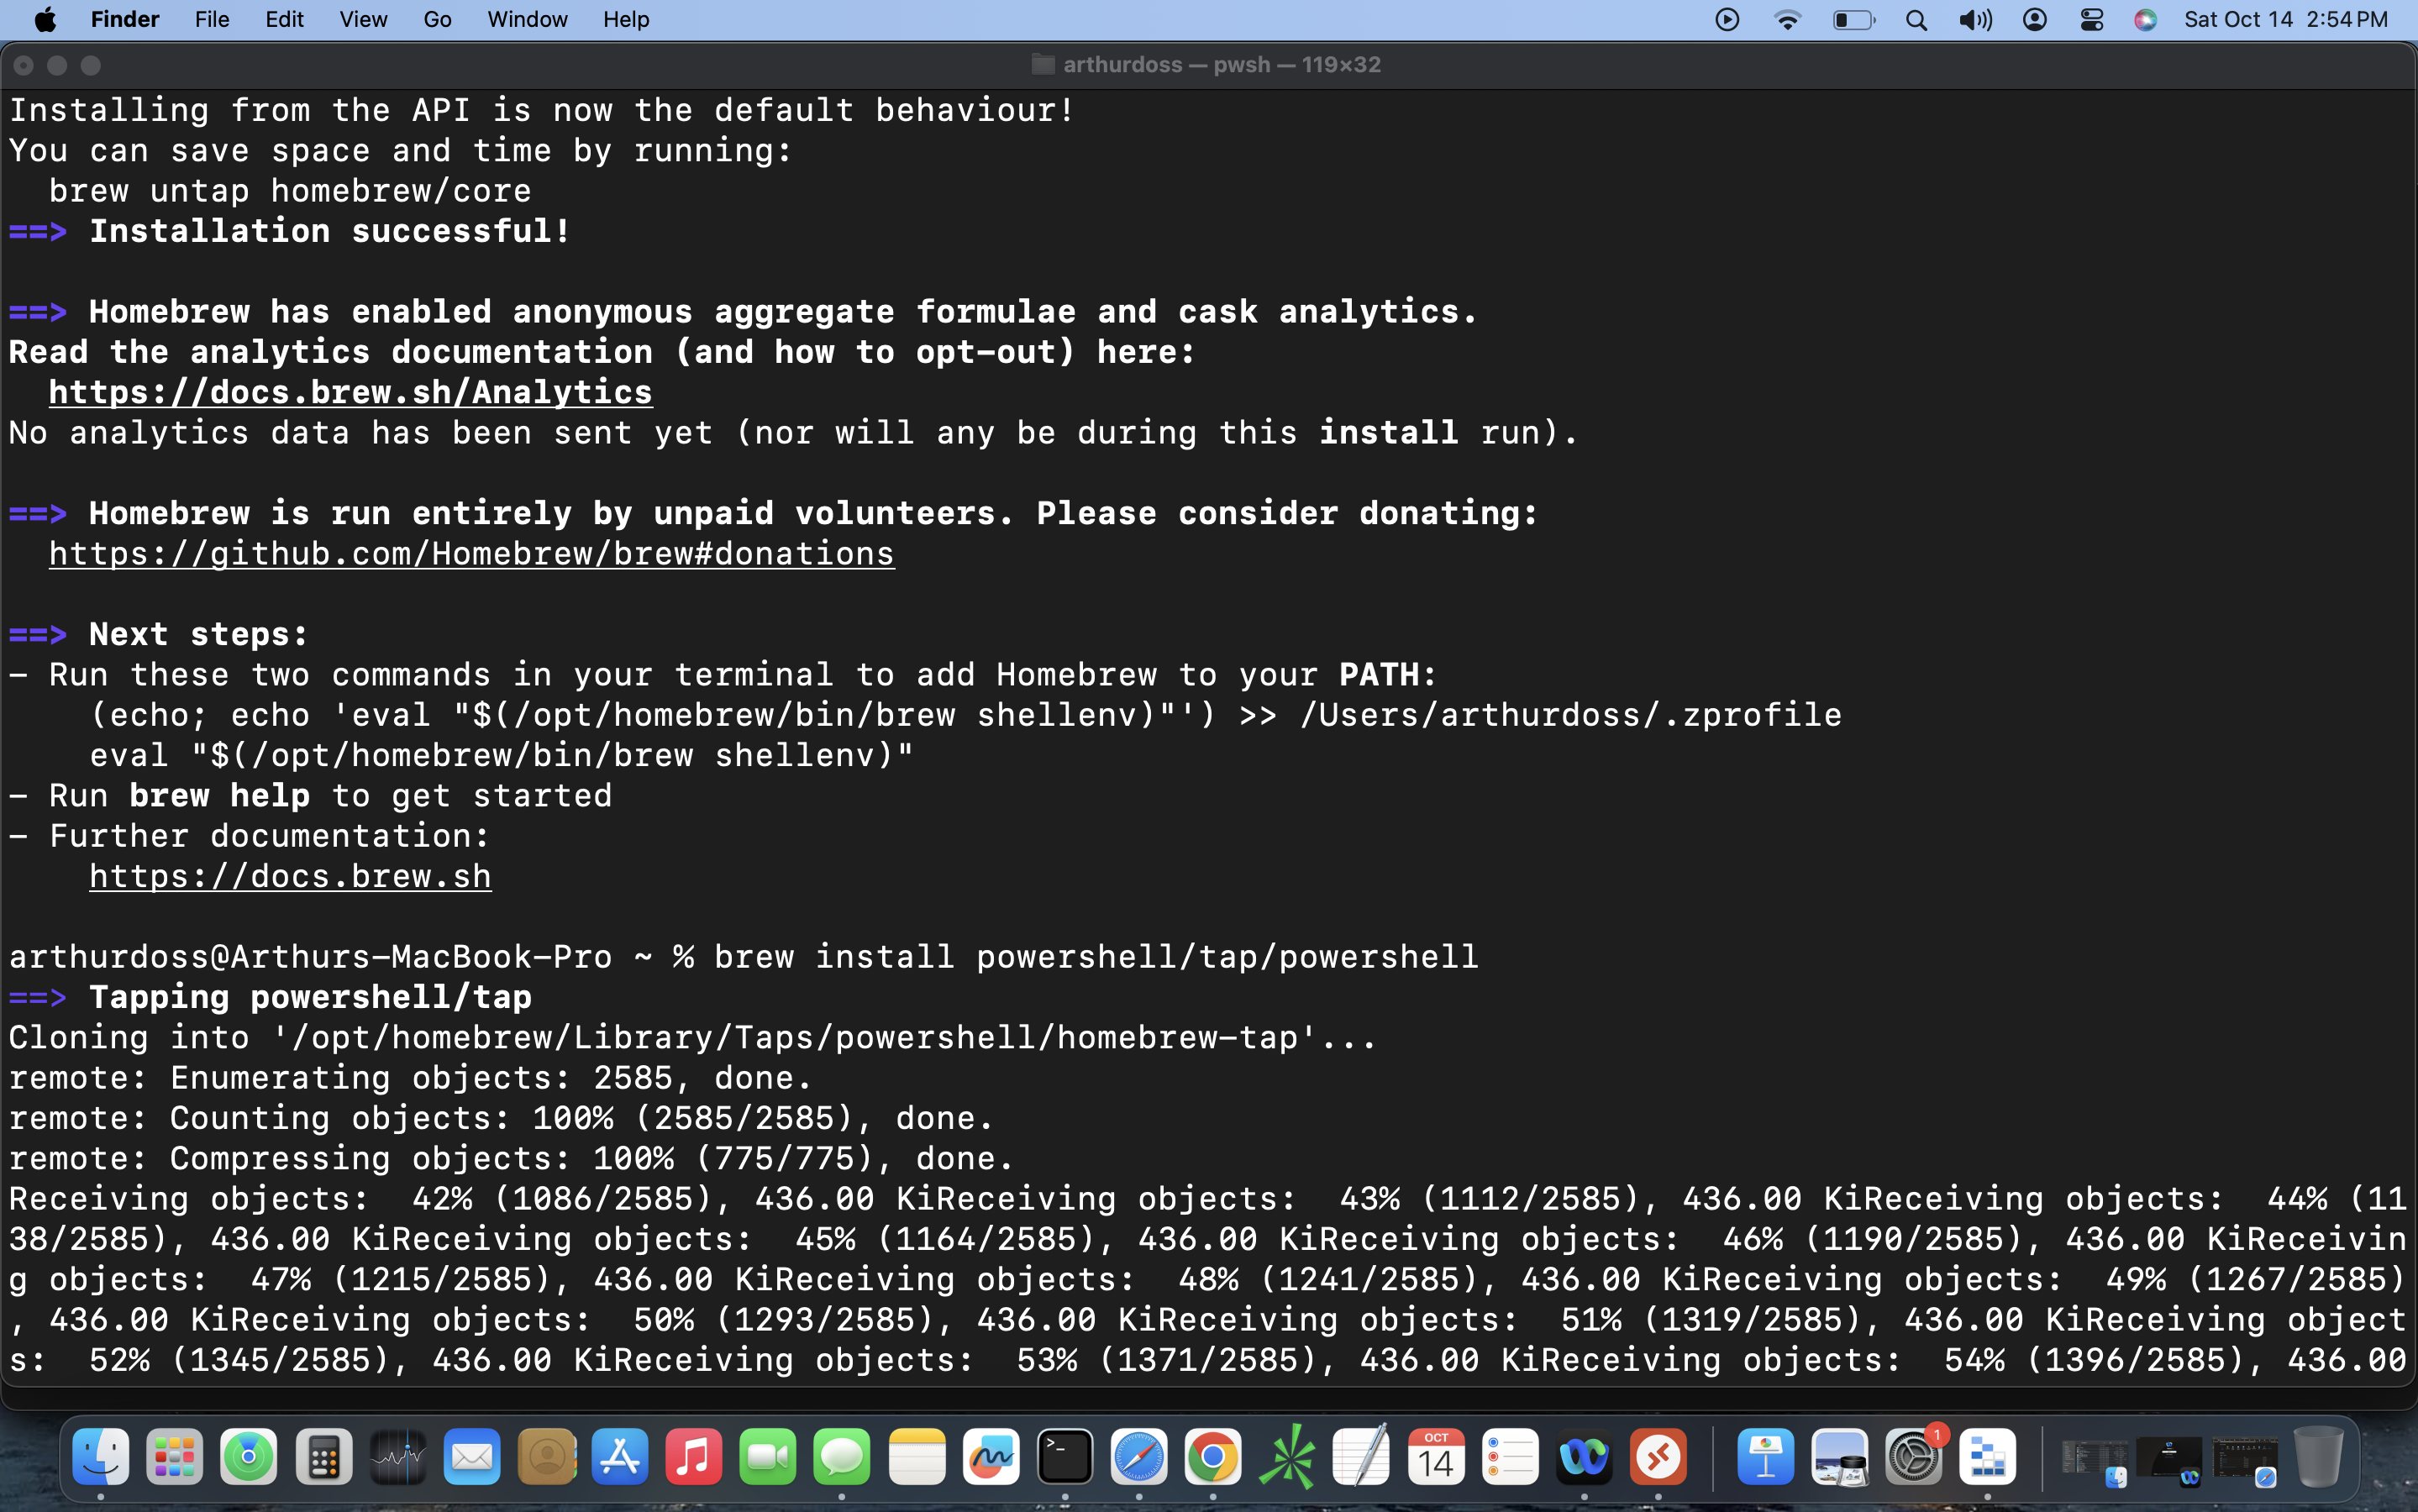 Finder File Edit View Go Window Help Sat Oct 14 2:54 PM
arthurdoss — pwsh — 119×32
Installing from the API is now the default behaviour!
You can save space and time by running:
  brew untap homebrew/core
==> Installation successful!
==> Homebrew has enabled anonymous aggregate formulae and cask analytics.
Read the analytics documentation (and how to opt-out) here:
  https://docs.brew.sh/Analytics
No analytics data has been sent yet (nor will any be during this install run).
==> Homebrew is run entirely by unpaid volunteers. Please consider donating:
  https://github.com/Homebrew/brew#donations
==> Next steps:
- Run these two commands in your terminal to add Homebrew to your PATH:
    (echo; echo 'eval "$(/opt/homebrew/bin/brew shellenv)"') >> /Users/arthurdoss/.zprofile
    eval "$(/opt/homebrew/bin/brew shellenv)"
- Run brew help to get started
- Further documentation:
    https://docs.brew.sh
arthurdoss@Arthurs-MacBook-Pro ~ % brew install powershell/tap/powershell
==> Tapping powershell/tap
Cloning into '/opt/homebrew/Library/Taps/powershell/homebrew-tap'...
remote: Enumerating objects: 2585, done.
remote: Counting objects: 100% (2585/2585), done.
remote: Compressing objects: 100% (775/775), done.
Receiving objects:  42% (1086/2585), 436.00 KiReceiving objects:  43% (1112/2585), 436.00 KiReceiving objects:  44% (11
38/2585), 436.00 KiReceiving objects:  45% (1164/2585), 436.00 KiReceiving objects:  46% (1190/2585), 436.00 KiReceivin
g objects:  47% (1215/2585), 436.00 KiReceiving objects:  48% (1241/2585), 436.00 KiReceiving objects:  49% (1267/2585)
, 436.00 KiReceiving objects:  50% (1293/2585), 436.00 KiReceiving objects:  51% (1319/2585), 436.00 KiReceiving object
s:  52% (1345/2585), 436.00 KiReceiving objects:  53% (1371/2585), 436.00 KiReceiving objects:  54% (1396/2585), 436.00
OCT
14
1